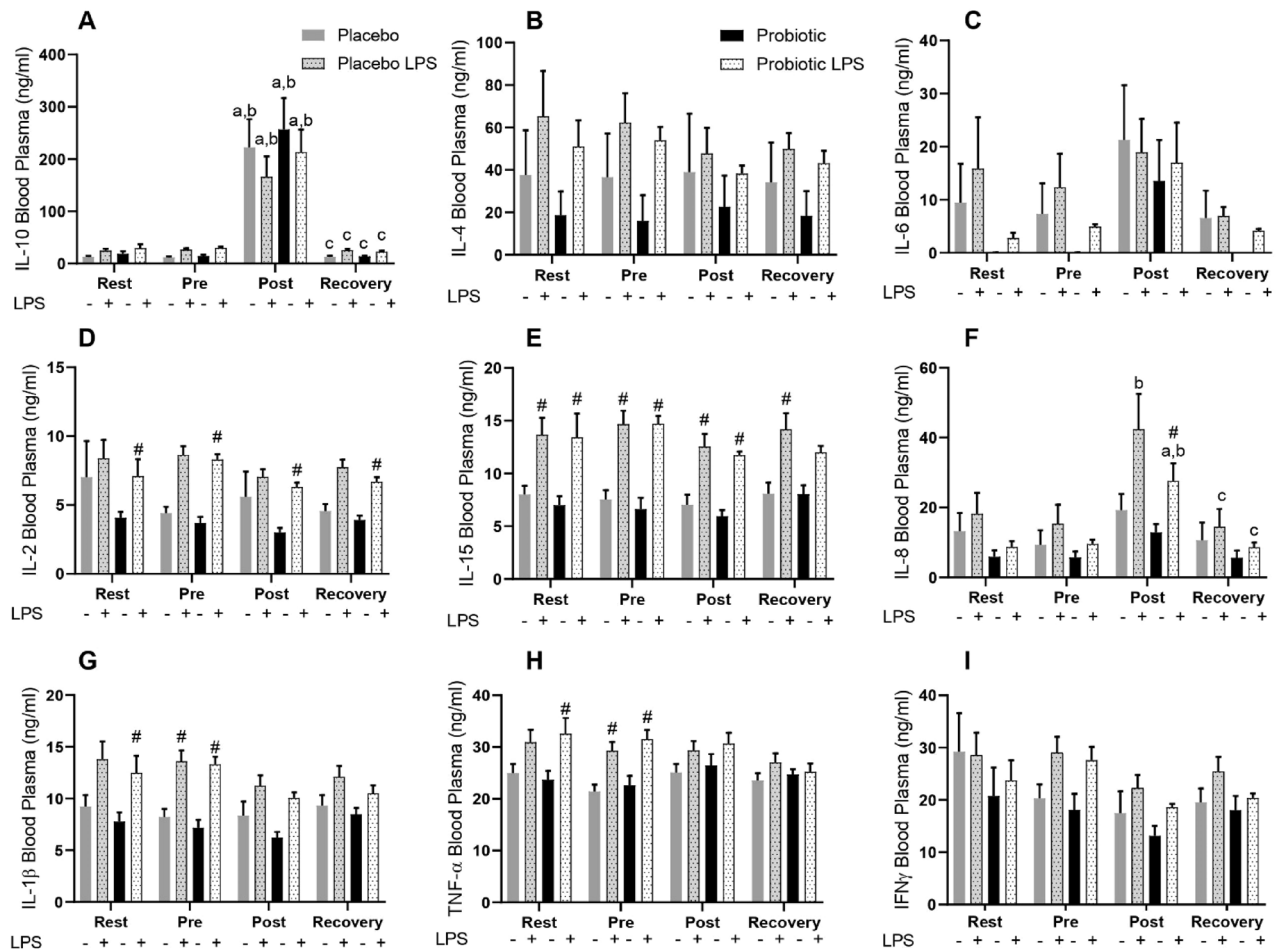 A
Placebo
Placebo LPS
IL-10 Blood Plasma (ng/ml)
400
300
200
100
0
a,b a,b a,b a,b
c c c c
Rest Pre Post Recovery
LPS - + - + - + - + - + - + - + - +
B
Probiotic
Probiotic LPS
IL-4 Blood Plasma (ng/ml)
100
80
60
40
20
0
Rest Pre Post Recovery
LPS - + - + - + - + - + - + - + - +
C
IL-6 Blood Plasma (ng/ml)
40
30
20
10
0
Rest Pre Post Recovery
LPS - + - + - + - + - + - + - + - +
D
IL-2 Blood Plasma (ng/ml)
15
10
5
0
# # # #
Rest Pre Post Recovery
LPS - + - + - + - + - + - + - + - +
E
IL-15 Blood Plasma (ng/ml)
20
15
10
5
0
# # # # # # #
Rest Pre Post Recovery
LPS - + - + - + - + - + - + - + - +
F
IL-8 Blood Plasma (ng/ml)
60
40
20
0
b
#
a,b
c c
Rest Pre Post Recovery
LPS - + - + - + - + - + - + - + - +
G
IL-1β Blood Plasma (ng/ml)
20
15
10
5
0
# # #
Rest Pre Post Recovery
LPS - + - + - + - + - + - + - + - +
H
TNF-α Blood Plasma (ng/ml)
40
30
20
10
0
# # #
Rest Pre Post Recovery
LPS - + - + - + - + - + - + - + - +
I
IFNγ Blood Plasma (ng/ml)
40
30
20
10
0
Rest Pre Post Recovery
LPS - + - + - + - + - + - + - + - +